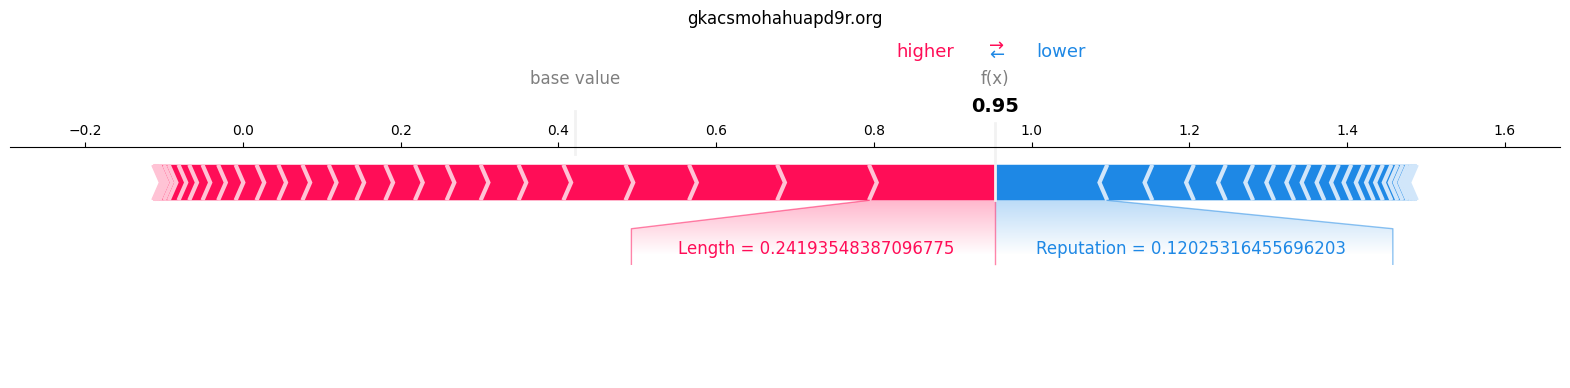 gkacsmohahuapd9r.org
higher → ← lower
base value f(x)
0.95
−0.2 0.0 0.2 0.4 0.6 0.8 1.0 1.2 1.4 1.6
Length = 0.24193548387096775 Reputation = 0.12025316455696203